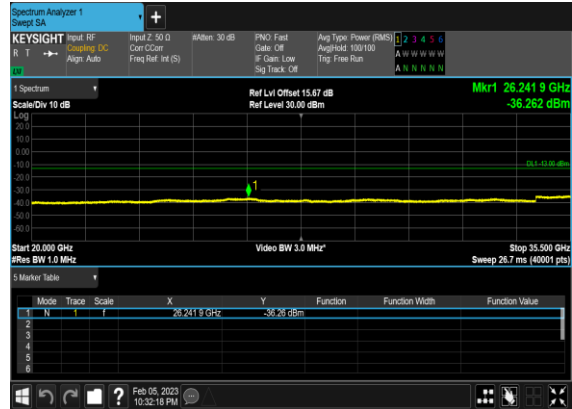 Spectrum Analyzer 1
Swept SA
+
KEYSIGHT Input: RF Input Z: 50 Ω #Atten: 30 dB PNO: Fast Avg Type: Power (RMS) 1 2 3 4 5 6
R T Coupling: DC Corr CCorr Gate: Off Avg|Hold: 100/100 A W W W W W
Align: Auto Freq Ref: Int (S) IF Gain: Low Trig: Free Run
Sig Track: Off A N N N N N
1 Spectrum Ref Lvl Offset 15.67 dB Mkr1 26.241 9 GHz
Scale/Div 10 dB Ref Level 30.00 dBm -36.262 dBm
Log
20.0
10.0
0.00
-10.0 DL1 -13.00 dBm
-20.0
-30.0 1
-40.0
-50.0
-60.0
Start 20.000 GHz Video BW 3.0 MHz* Stop 35.500 GHz
#Res BW 1.0 MHz Sweep 26.7 ms (40001 pts)
5 Marker Table
Mode Trace Scale X Y Function Function Width Function Value
1 N 1 f 26.241 9 GHz -36.26 dBm
2
3
4
5
6
? Feb 05, 2023
10:32:18 PM